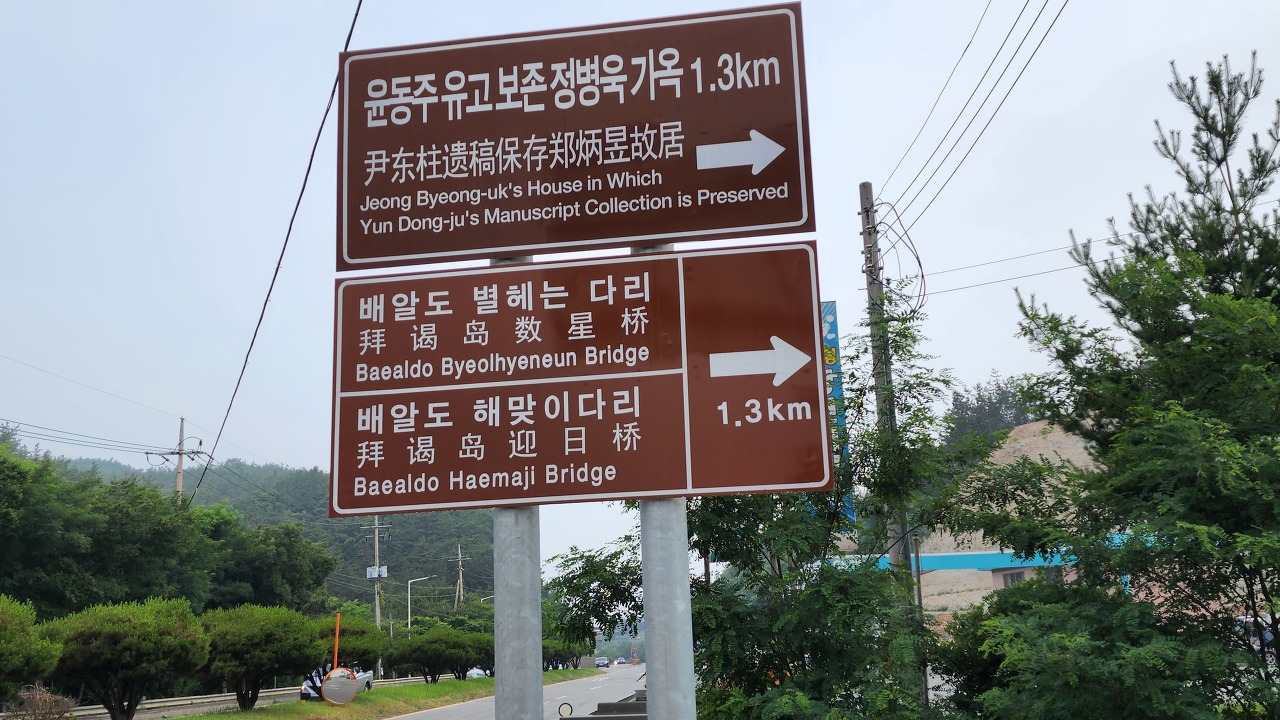 윤동주 유고 보존 정병욱 가옥 1.3km
尹东柱遗稿保存郑炳昱故居
Jeong Byeong-uk's House in Which
Yun Dong-ju's Manuscript Collection is Preserved
배알도 별헤는 다리
拜谒岛数星桥
Baealdo Byeolhyeneun Bridge
배알도 해맞이다리
拜谒岛迎日桥
Baealdo Haemaji Bridge
1.3km